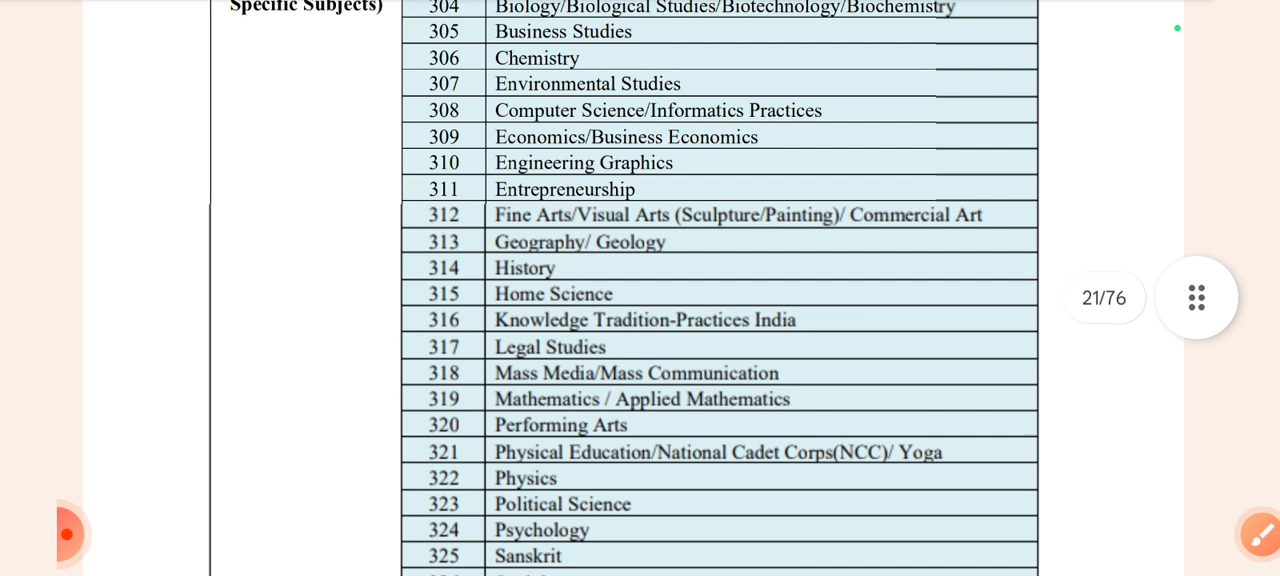 Specific Subjects)
304 Biology/Biological Studies/Biotechnology/Biochemistry
305 Business Studies
306 Chemistry
307 Environmental Studies
308 Computer Science/Informatics Practices
309 Economics/Business Economics
310 Engineering Graphics
311 Entrepreneurship
312 Fine Arts/Visual Arts (Sculpture/Painting)/ Commercial Art
313 Geography/ Geology
314 History
315 Home Science
21/76
316 Knowledge Tradition-Practices India
317 Legal Studies
318 Mass Media/Mass Communication
319 Mathematics / Applied Mathematics
320 Performing Arts
321 Physical Education/National Cadet Corps(NCC)/ Yoga
322 Physics
323 Political Science
324 Psychology
325 Sanskrit